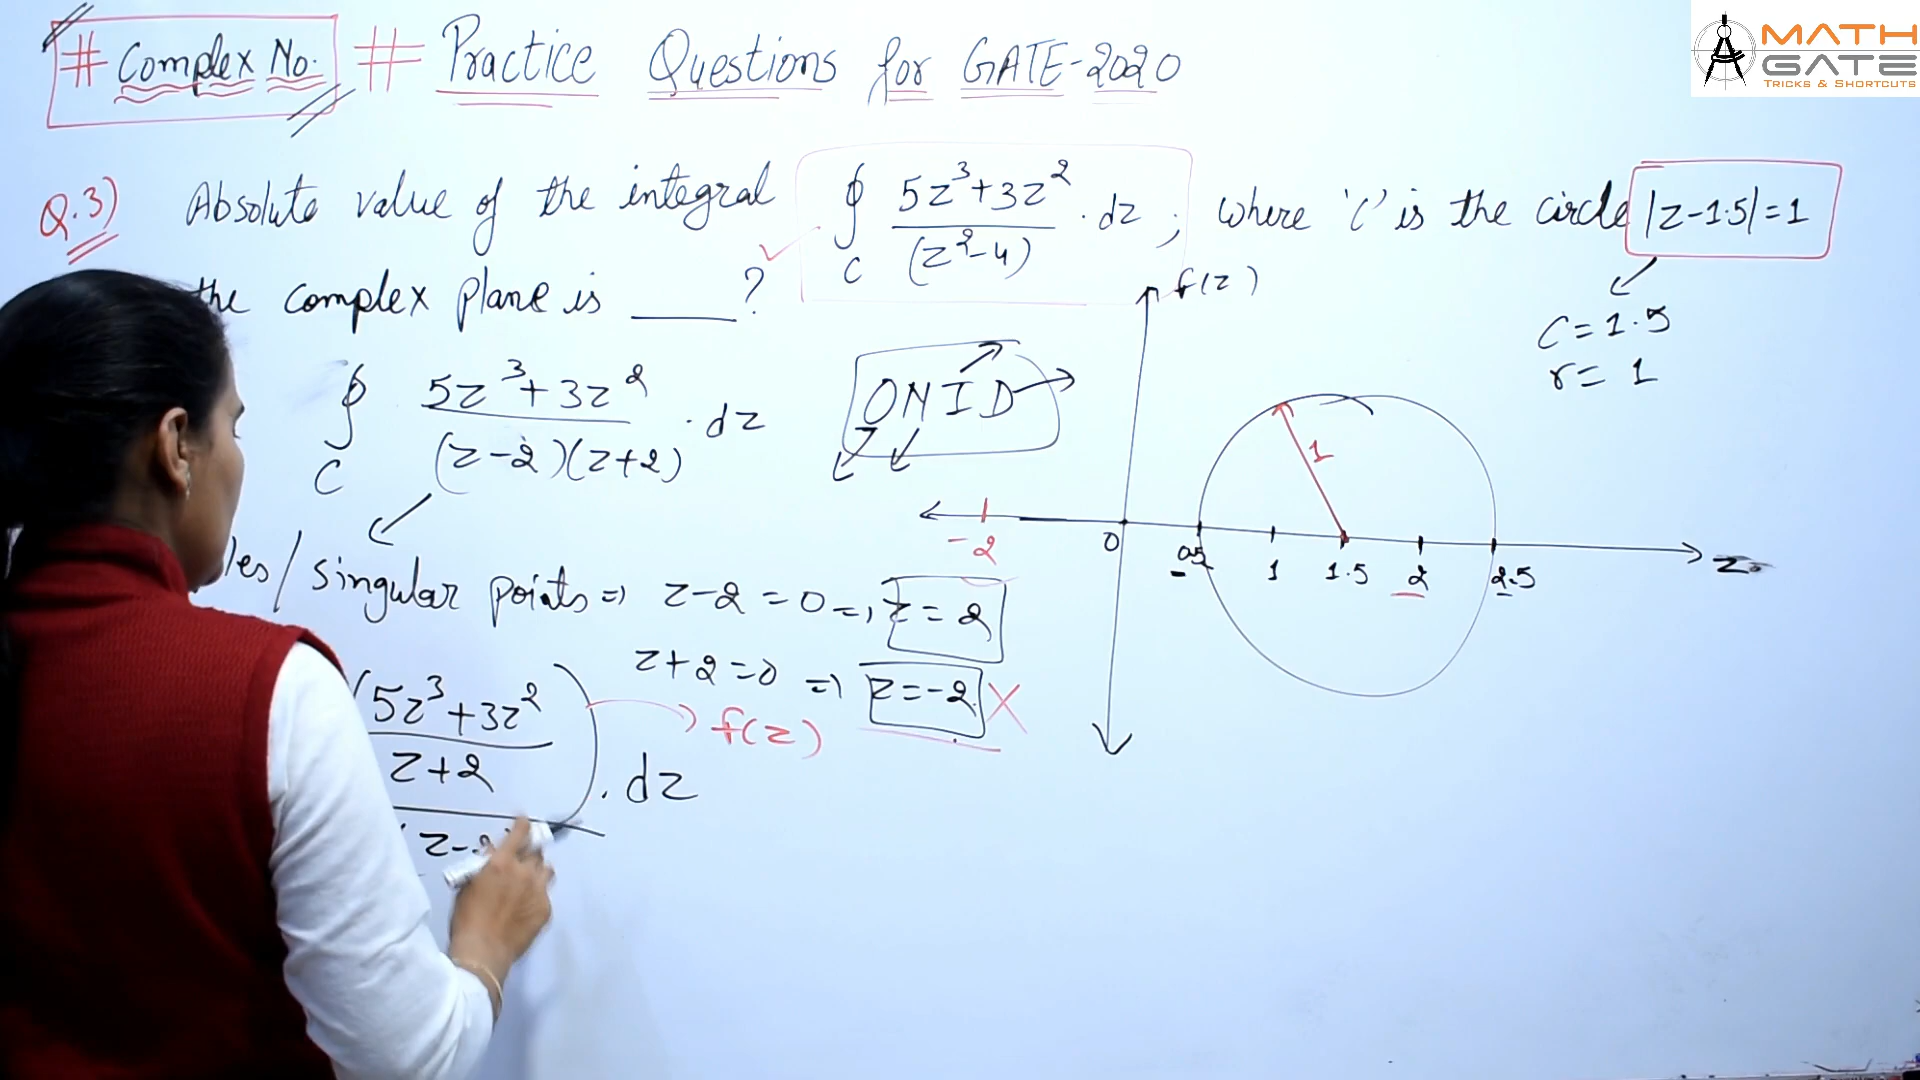 # Complex No. # Practice Questions for GATE-2020
MATH
GATE
TRICKS & SHORTCUTS
Q.3) Absolute value of the integral ∮_C (5z³+3z²)/(z²-4) · dz ; where 'C' is the circle |z-1.5|=1
the complex plane is ____ ?
f(z)
C = 1.5
r = 1
∮_C (5z³+3z²)/((z-2)(z+2)) · dz
ONID
1
-2 0 0.5 1 1.5 2 2.5 z
/ singular points ⇒ z-2=0 ⇒ z=2
z+2=0 ⇒ z=-2 ×
(5z³+3z²
z+2) · dz → f(z)